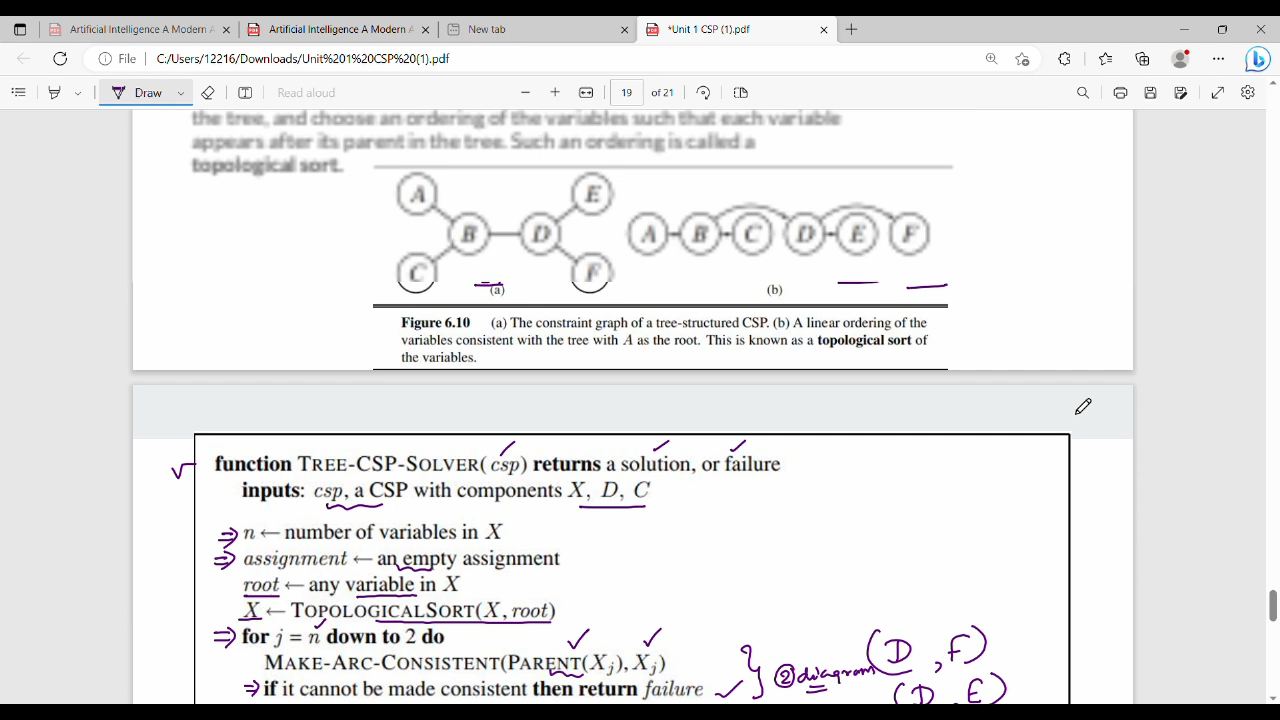 Artificial Intelligence A Modern A
Artificial Intelligence A Modern A
New tab
*Unit 1 CSP (1).pdf
File
C:/Users/12216/Downloads/Unit%201%20CSP%20(1).pdf
Draw
Read aloud
19 of 21
the tree, and choose an ordering of the variables such that each variable
appears after its parent in the tree. Such an ordering is called a
topological sort.
A E
B D A B C D E F
C F
(a) (b)
Figure 6.10 (a) The constraint graph of a tree-structured CSP. (b) A linear ordering of the
variables consistent with the tree with A as the root. This is known as a topological sort of
the variables.
function TREE-CSP-SOLVER( csp) returns a solution, or failure
inputs: csp, a CSP with components X, D, C
⇒ n ← number of variables in X
⇒ assignment ← an empty assignment
root ← any variable in X
X ← TOPOLOGICALSORT(X, root)
⇒ for j = n down to 2 do
MAKE-ARC-CONSISTENT(PARENT(Xj), Xj)
⇒ if it cannot be made consistent then return failure
② diagram (D , F)
(D , E)